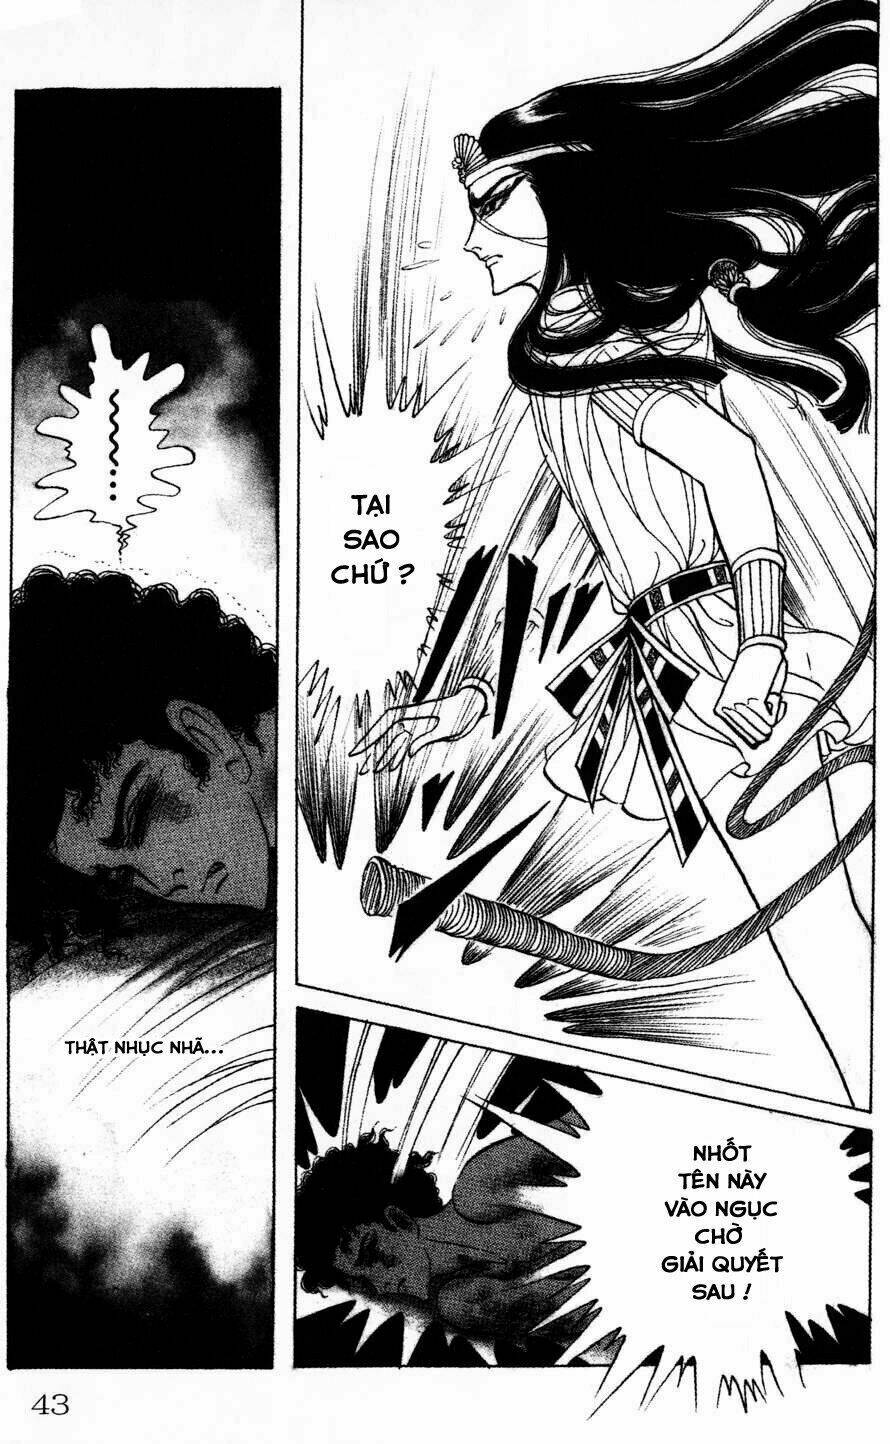 TẠI
SAO
CHỨ ?
NHỐT
TÊN NÀY
VÀO NGỤC
CHỜ
GIẢI QUYẾT
SAU !
THẬT NHỤC NHÃ...
43